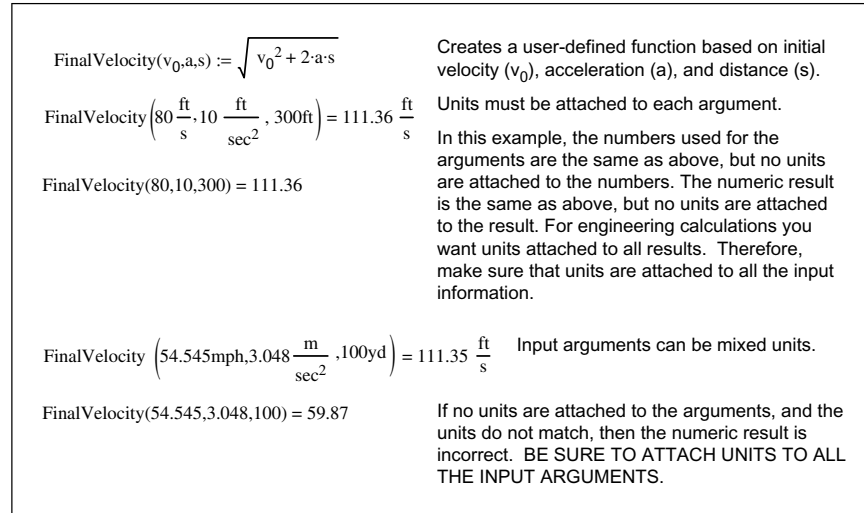 FinalVelocity(v₀,a,s) := √(v₀² + 2·a·s)
Creates a user-defined function based on initial
velocity (v₀), acceleration (a), and distance (s).
FinalVelocity(80 ft/s, 10 ft/sec², 300ft) = 111.36 ft/s
Units must be attached to each argument.
In this example, the numbers used for the
arguments are the same as above, but no units
are attached to the numbers. The numeric result
is the same as above, but no units are attached
to the result. For engineering calculations you
want units attached to all results. Therefore,
make sure that units are attached to all the input
information.
FinalVelocity(80,10,300) = 111.36
FinalVelocity (54.545mph,3.048 m/sec² ,100yd) = 111.35 ft/s
Input arguments can be mixed units.
FinalVelocity(54.545,3.048,100) = 59.87
If no units are attached to the arguments, and the
units do not match, then the numeric result is
incorrect. BE SURE TO ATTACH UNITS TO ALL
THE INPUT ARGUMENTS.